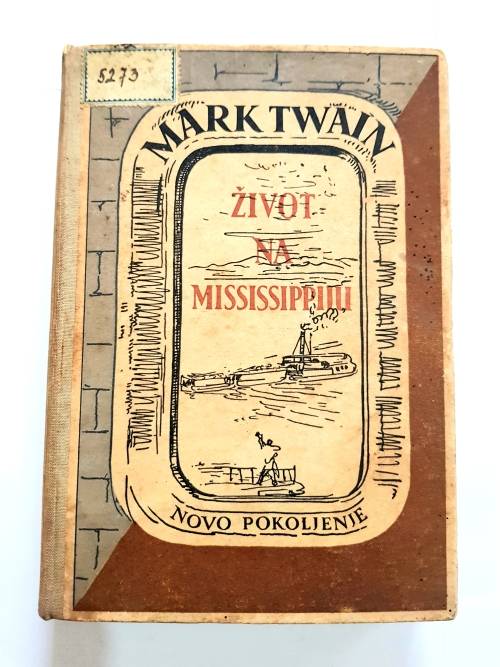 5273
MARK TWAIN
ŽIVOT
NA
MISSISSIPPIJU
NOVO POKOLJENJE